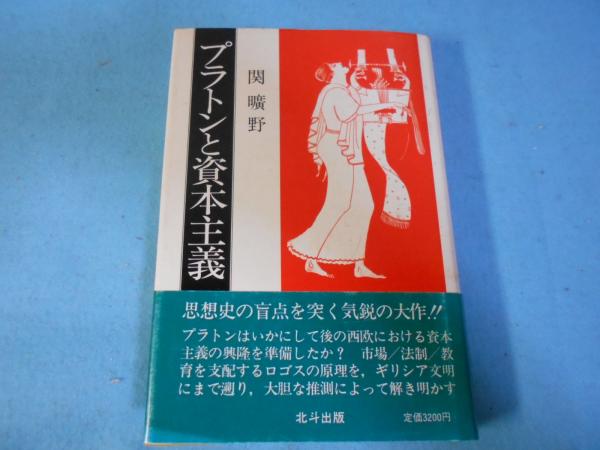 プラトンと資本主義
関曠野
思想史の盲点を突く気鋭の大作!!
プラトンはいかにして後の西欧における資本
主義の興隆を準備したか? 市場/法制/教
育を支配するロゴスの原理を，ギリシア文明
にまで遡り，大胆な推測によって解き明かす
北斗出版
定価3200円